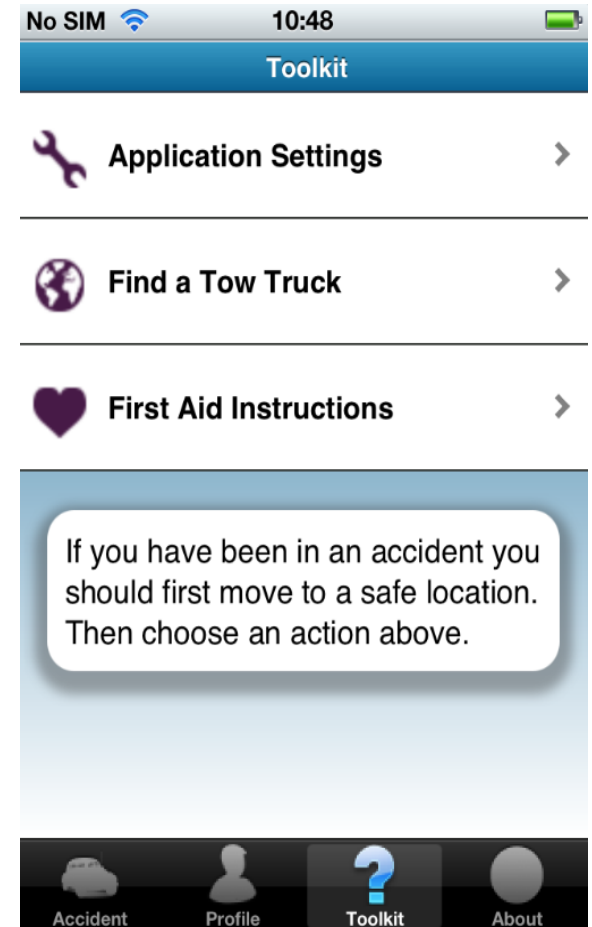 No SIM 10:48
Toolkit
Application Settings
Find a Tow Truck
First Aid Instructions
If you have been in an accident you
should first move to a safe location.
Then choose an action above.
Accident Profile Toolkit About